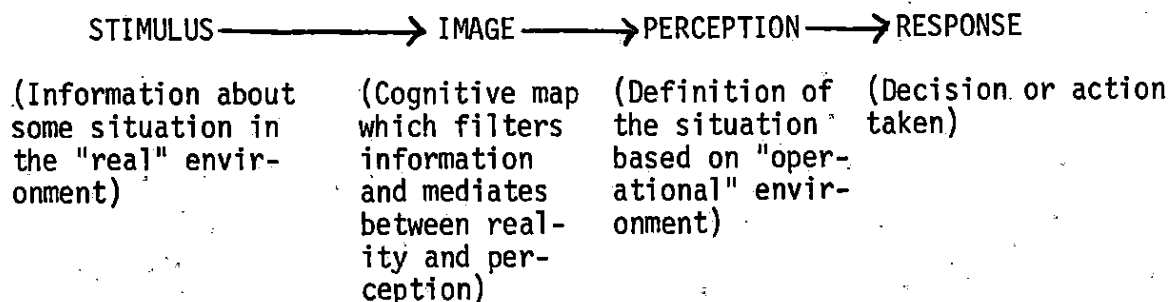 STIMULUS → IMAGE → PERCEPTION → RESPONSE
(Information about
some situation in
the "real" envir-
onment)
(Cognitive map
which filters
information
and mediates
between real-
ity and per-
ception)
(Definition of
the situation
based on "oper-
ational" envir-
onment)
(Decision or action
taken)